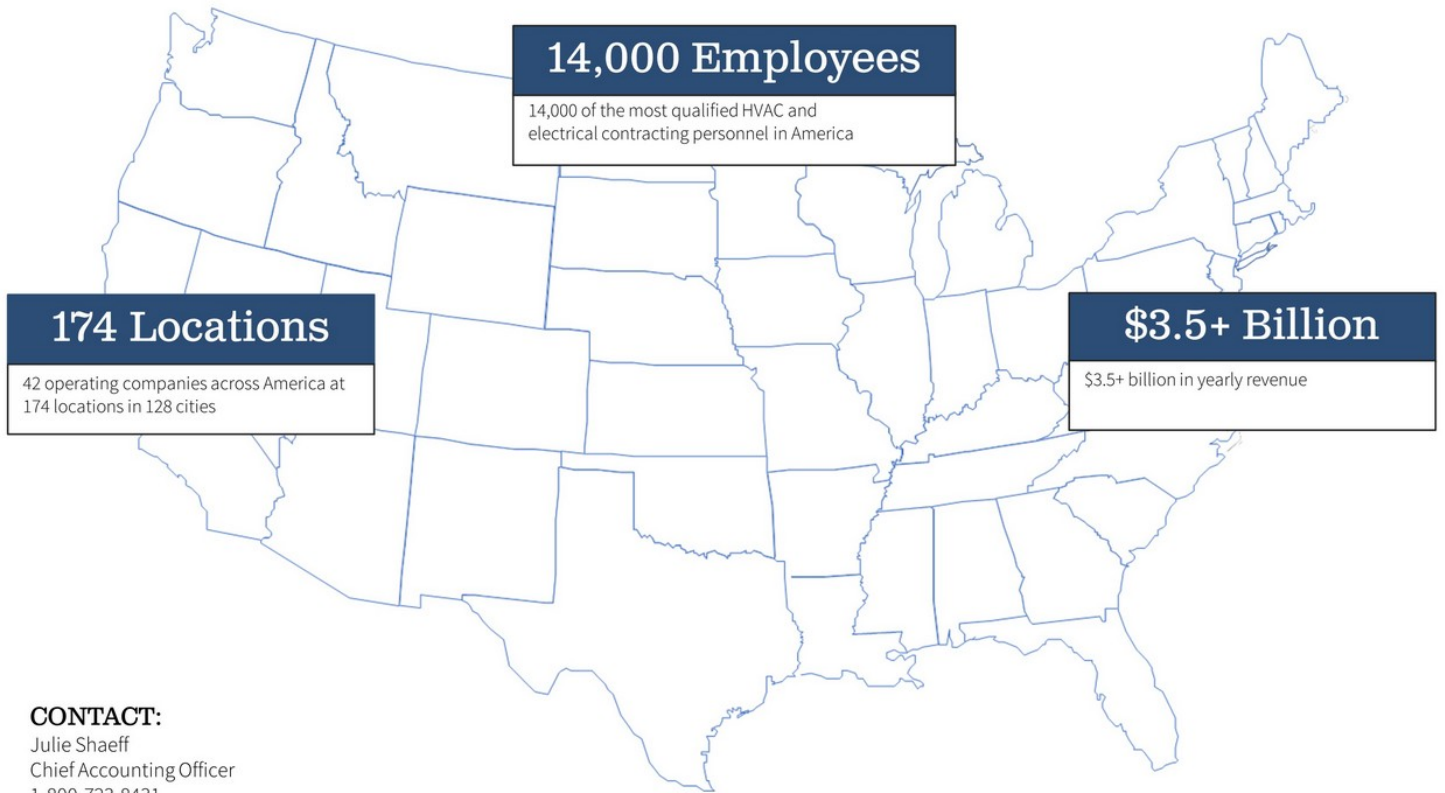 14,000 Employees
14,000 of the most qualified HVAC and
electrical contracting personnel in America
174 Locations
42 operating companies across America at
174 locations in 128 cities
$3.5+ Billion
$3.5+ billion in yearly revenue
CONTACT:
Julie Shaeff
Chief Accounting Officer